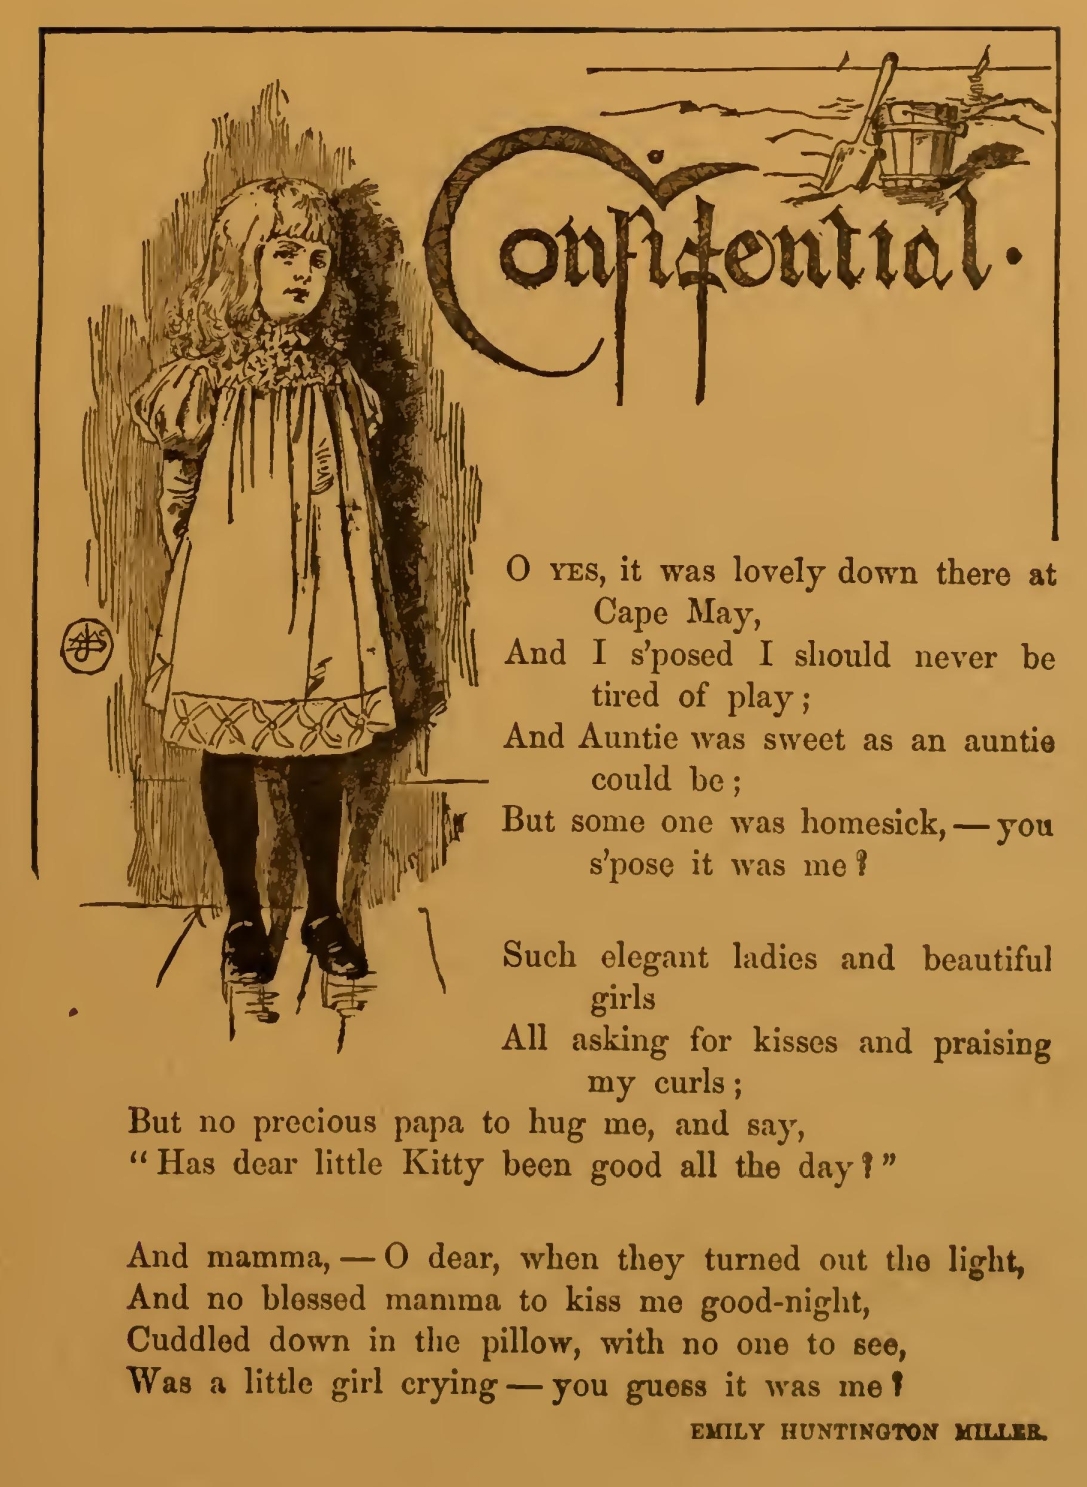 Confidential.
O YES, it was lovely down there at
Cape May,
And I s'posed I should never be
tired of play;
And Auntie was sweet as an auntie
could be;
But some one was homesick, — you
s'pose it was me?
Such elegant ladies and beautiful
girls
All asking for kisses and praising
my curls;
But no precious papa to hug me, and say,
“Has dear little Kitty been good all the day?”
And mamma, — O dear, when they turned out the light,
And no blessed mamma to kiss me good-night,
Cuddled down in the pillow, with no one to see,
Was a little girl crying — you guess it was me?
EMILY HUNTINGTON MILLER.